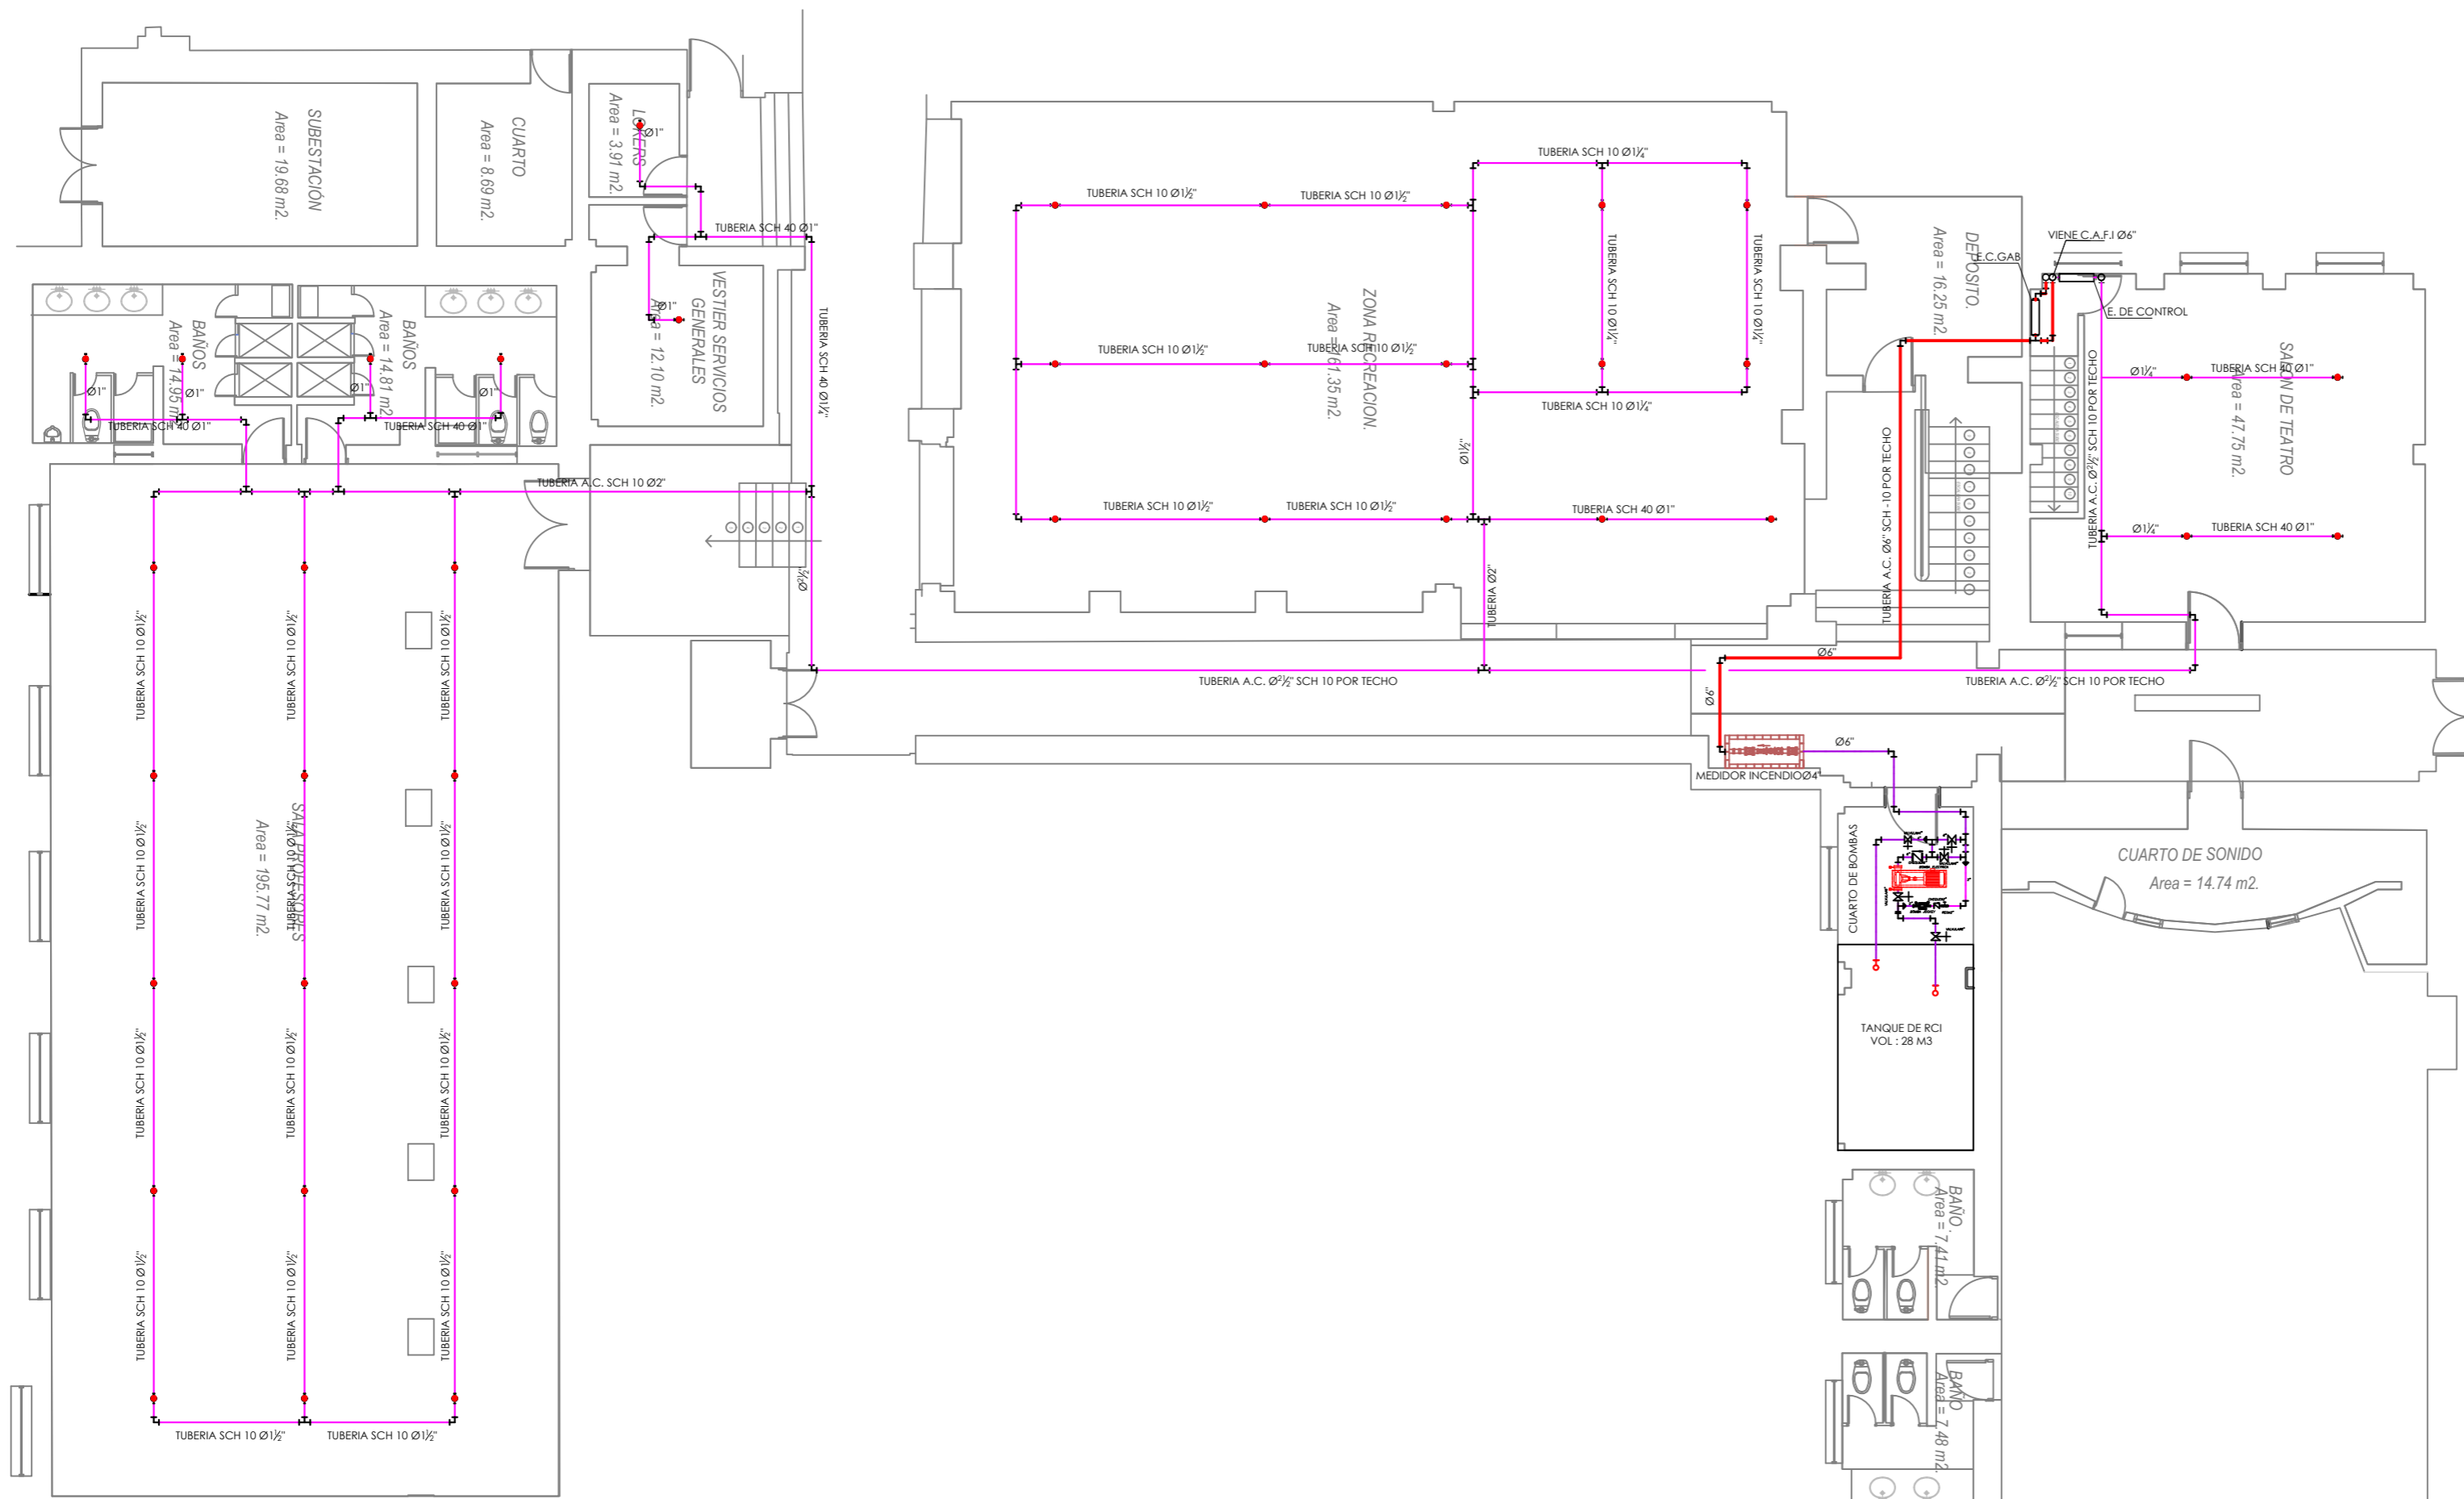 SUBESTACIÓN
Area = 19.68 m2.
CUARTO
Area = 8.69 m2.
LOKERS
Area = 3.91 m2.
Ø1"
TUBERIA SCH 40 Ø1"
VESTIER SERVICIOS
GENERALES
Area = 12.10 m2.
Ø1"
TUBERIA SCH 40 Ø1¼"
BAÑOS
Area = 14.95 m2.
Ø1"
Ø1"
TUBERIA SCH 40 Ø1"
BAÑOS
Area = 14.81 m2.
Ø1"
Ø1"
TUBERIA SCH 40 Ø1"
TUBERIA A.C. SCH 10 Ø2"
Ø2½"
TUBERIA SCH 10 Ø1½"
TUBERIA SCH 10 Ø1½"
TUBERIA SCH 10 Ø1½"
SALA PROFESORES
Area = 195.77 m2.
TUBERIA SCH 10 Ø1½"
TUBERIA SCH 10 Ø1½"
TUBERIA SCH 10 Ø1½"
TUBERIA SCH 10 Ø1½"
TUBERIA SCH 10 Ø1½"
TUBERIA SCH 10 Ø1½"
TUBERIA SCH 10 Ø1½"
TUBERIA SCH 10 Ø1½"
TUBERIA SCH 10 Ø1½"
TUBERIA SCH 10 Ø1½"
TUBERIA SCH 10 Ø1½"
TUBERIA SCH 10 Ø1¼"
TUBERIA SCH 10 Ø1½"
TUBERIA SCH 10 Ø1½"
TUBERIA SCH 10 Ø1¼"
TUBERIA SCH 10 Ø1¼"
ZONA RECREACION.
Area = 161.35 m2.
TUBERIA SCH 10 Ø1½"
TUBERIA SCH 10 Ø1½"
TUBERIA SCH 10 Ø1¼"
Ø1½"
TUBERIA SCH 10 Ø1½"
TUBERIA SCH 10 Ø1½"
TUBERIA SCH 40 Ø1"
TUBERIA Ø2"
TUBERIA A.C. Ø2½" SCH 10 POR TECHO
DEPOSITO.
Area = 16.25 m2.
E.C.GAB
VIENE C.A.F.I Ø6"
E. DE CONTROL
SALON DE TEATRO
Area = 47.75 m2.
Ø1¼"
TUBERIA SCH 40 Ø1"
TUBERIA A.C. Ø2½" SCH 10 POR TECHO
Ø1¼"
TUBERIA SCH 40 Ø1"
TUBERIA A.C. Ø6" SCH - 10 POR TECHO
Ø6"
TUBERIA A.C. Ø2½" SCH 10 POR TECHO
Ø6"
Ø6"
MEDIDOR INCENDIOØ4"
CUARTO DE BOMBAS
CUARTO DE SONIDO
Area = 14.74 m2.
TANQUE DE RCI
VOL : 28 M3
BAÑO
Area = 7.41 m2.
BAÑO
Area = 7.48 m2.